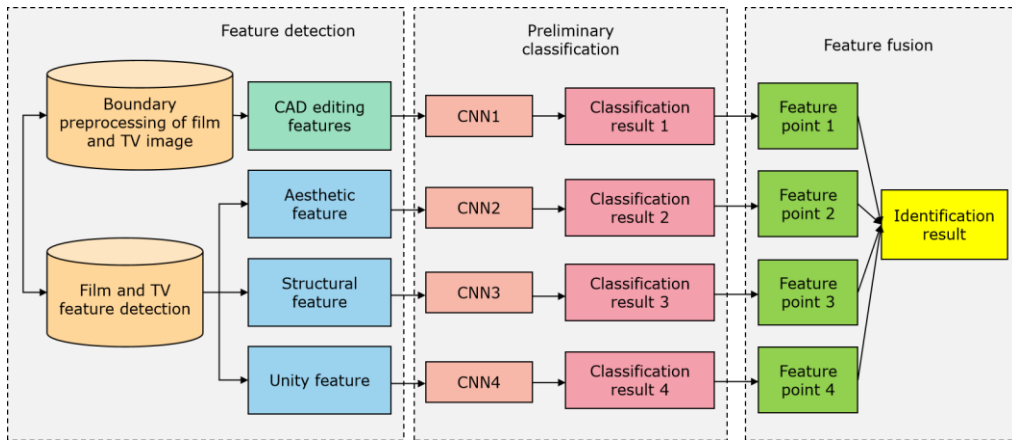 Feature detection
Boundary
preprocessing of film
and TV image
CAD editing
features
Aesthetic
feature
Film and TV
feature detection
Structural
feature
Unity feature
Preliminary
classification
CNN1
Classification
result 1
CNN2
Classification
result 2
CNN3
Classification
result 3
CNN4
Classification
result 4
Feature fusion
Feature
point 1
Feature
point 2
Feature
point 3
Feature
point 4
Identification
result